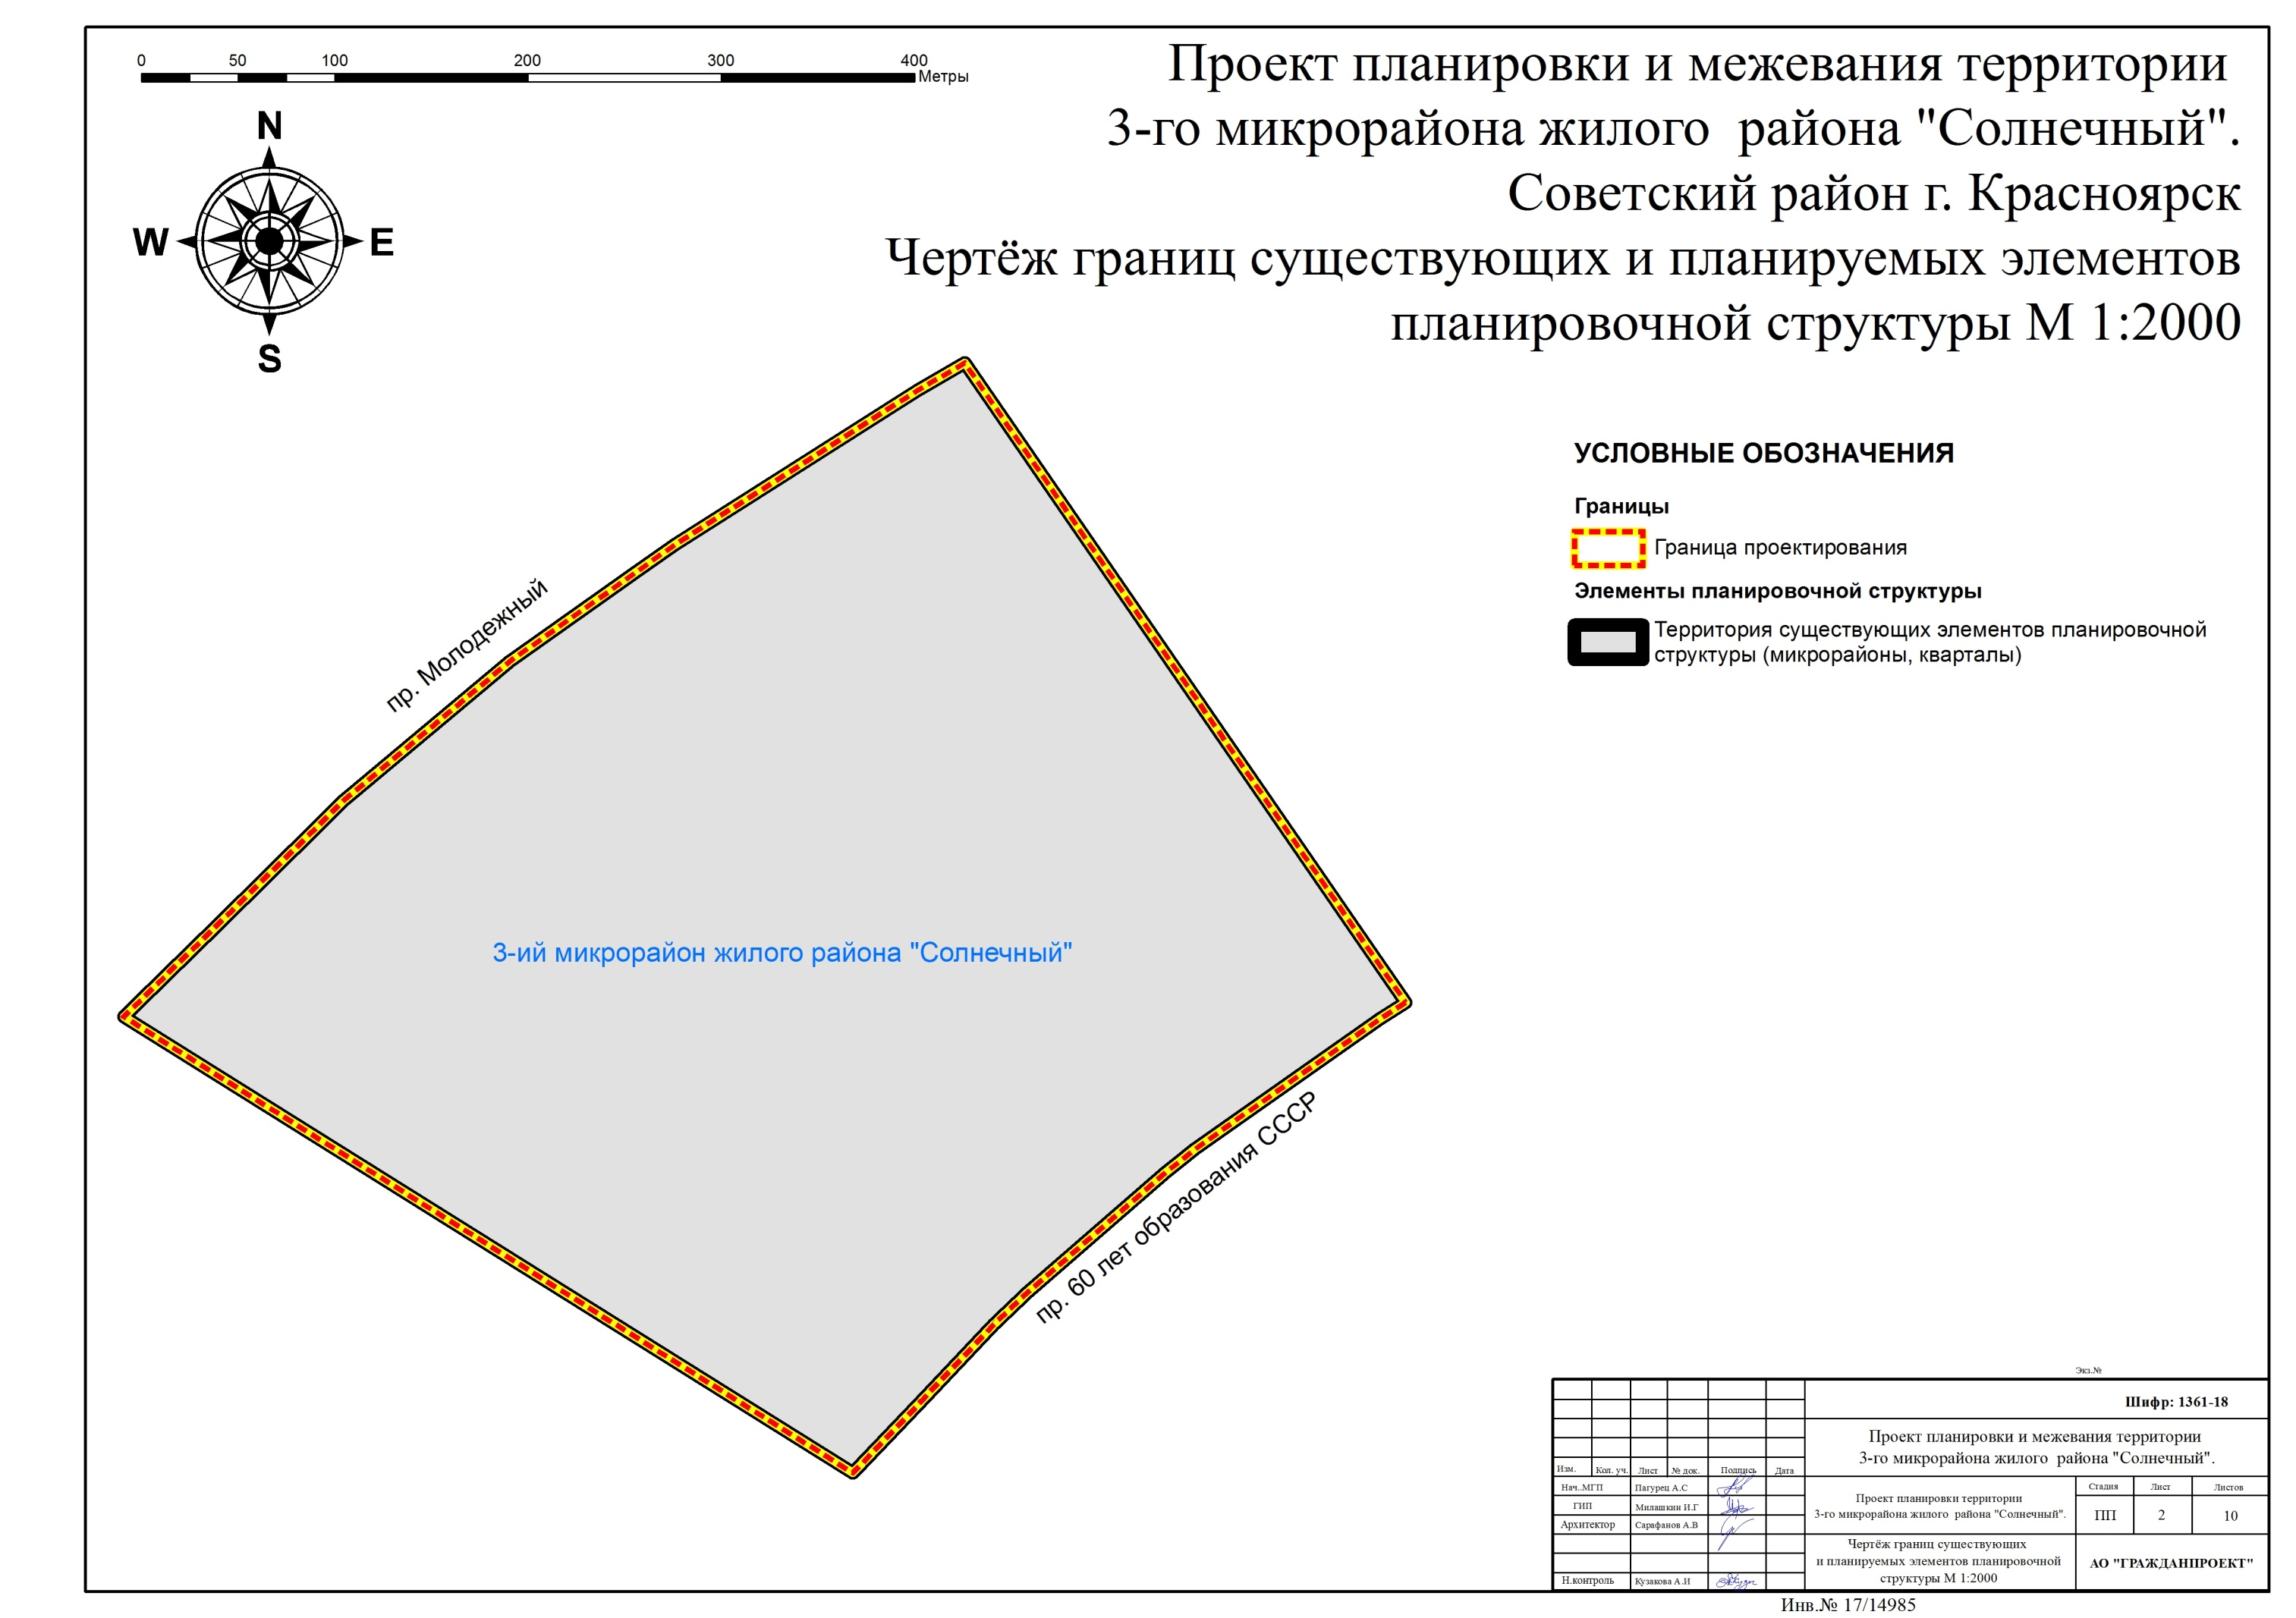 0 50 100 200 300 400
Метры
Проект планировки и межевания территории
3-го микрорайона жилого района "Солнечный".
Советский район г. Красноярск
Чертёж границ существующих и планируемых элементов
планировочной структуры М 1:2000
N
W E
S
УСЛОВНЫЕ ОБОЗНАЧЕНИЯ
Границы
Граница проектирования
Элементы планировочной структуры
Территория существующих элементов планировочной
структуры (микрорайоны, кварталы)
пр. Молодежный
3-ий микрорайон жилого района "Солнечный"
пр. 60 лет образования СССР
Экз.№
Шифр: 1361-18
Проект планировки и межевания территории
3-го микрорайона жилого района "Солнечный".
Изм. Кол. уч. Лист № док. Подпись Дата
Нач..МГП Пагурец А.С
ГИП Милашкин И.Г
Архитектор Сарафанов А.В
Н.контроль Кузакова А.И
Проект планировки территории
3-го микрорайона жилого района "Солнечный".
Стадия Лист Листов
ПП 2 10
Чертёж границ существующих
и планируемых элементов планировочной
структуры М 1:2000
АО "ГРАЖДАНПРОЕКТ"
Инв.№ 17/14985